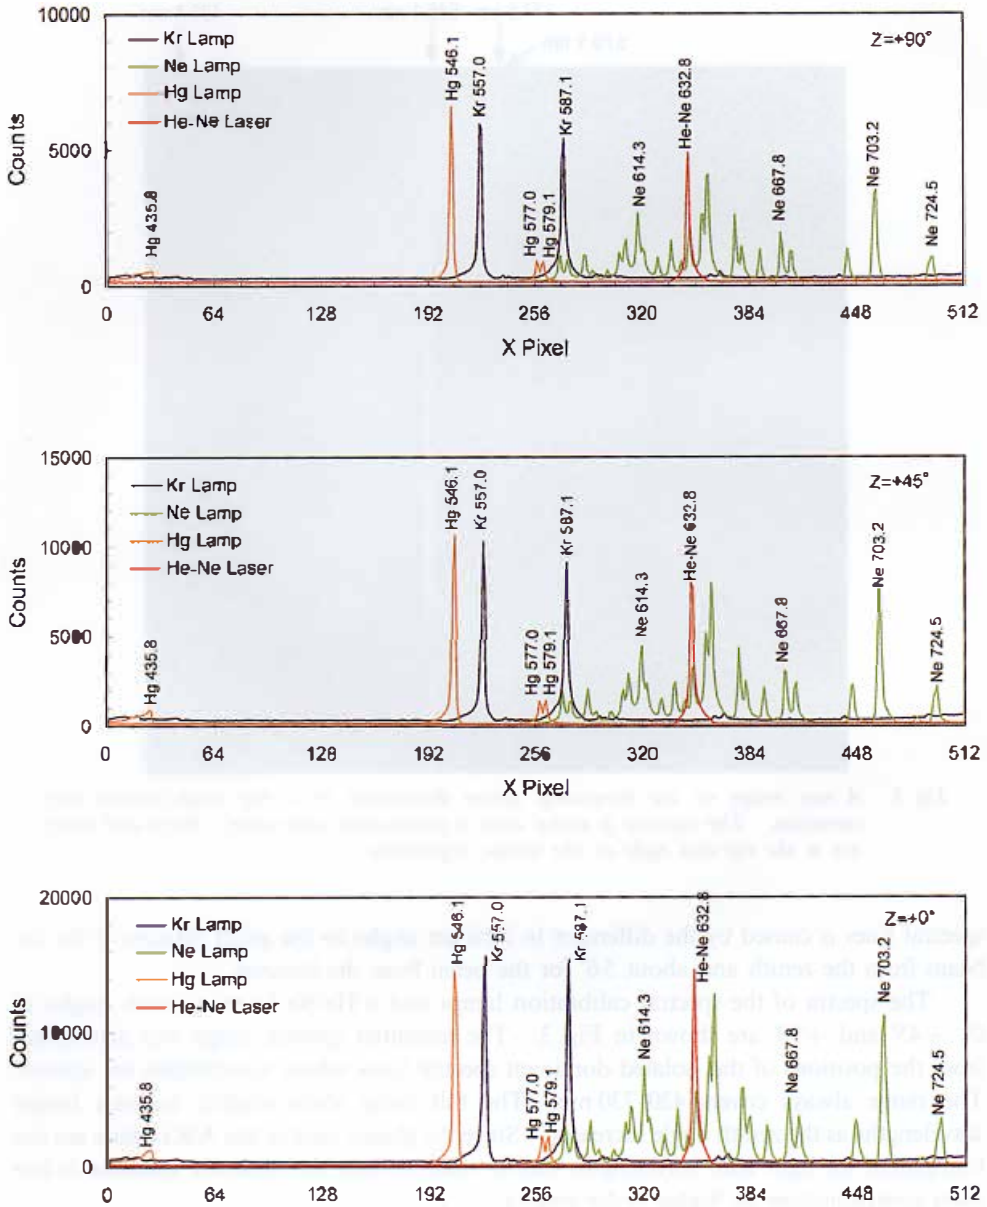 10000
Z=+90°
Kr Lamp
Ne Lamp
Hg Lamp
He-Ne Laser
Counts
5000
0
Hg 435.8
Hg 546.1
Kr 557.0
Hg 577.0
Hg 579.1
Kr 587.1
Ne 614.3
He-Ne 632.8
Ne 667.8
Ne 703.2
Ne 724.5
0 64 128 192 256 320 384 448 512
X Pixel
15000
Z=+45°
Kr Lamp
Ne Lamp
Hg Lamp
He-Ne Laser
Counts
10000
5000
0
Hg 435.8
Hg 546.1
Kr 557.0
Hg 577.0
Hg 579.1
Kr 587.1
Ne 614.3
He-Ne 632.8
Ne 667.8
Ne 703.2
Ne 724.5
0 64 128 192 256 320 384 448 512
X Pixel
20000
Z=+0°
Kr Lamp
Ne Lamp
Hg Lamp
He-Ne Laser
Counts
10000
0
Hg 435.8
Hg 546.1
Kr 557.0
Hg 577.0
Hg 579.1
Kr 587.1
Ne 614.3
He-Ne 632.8
Ne 667.8
Ne 703.2
Ne 724.5
0 64 128 192 256 320 384 448 512
X Pixel